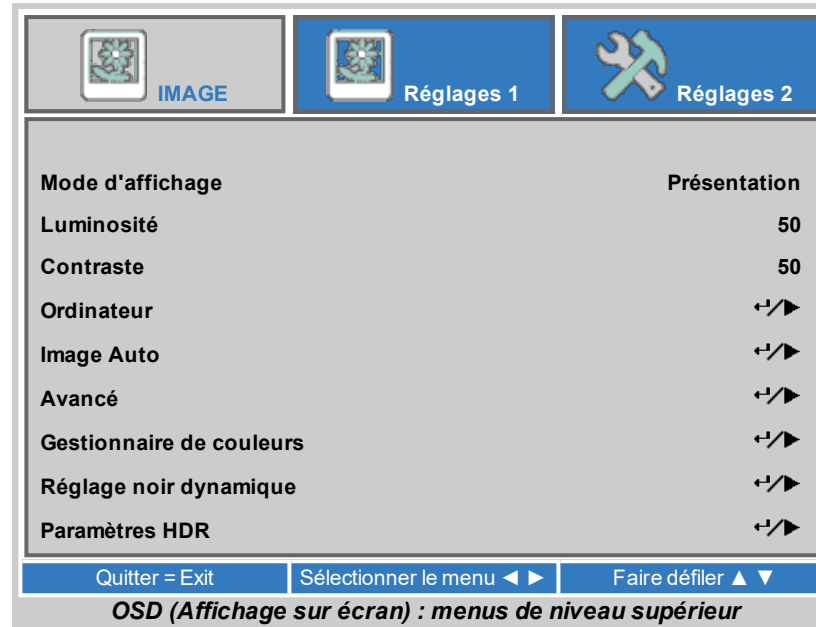 IMAGE Réglages 1 Réglages 2
Mode d'affichage Présentation
Luminosité 50
Contraste 50
Ordinateur ↵/►
Image Auto ↵/►
Avancé ↵/►
Gestionnaire de couleurs ↵/►
Réglage noir dynamique ↵/►
Paramètres HDR ↵/►
Quitter = Exit Sélectionner le menu ◄ ► Faire défiler ▲ ▼
OSD (Affichage sur écran) : menus de niveau supérieur